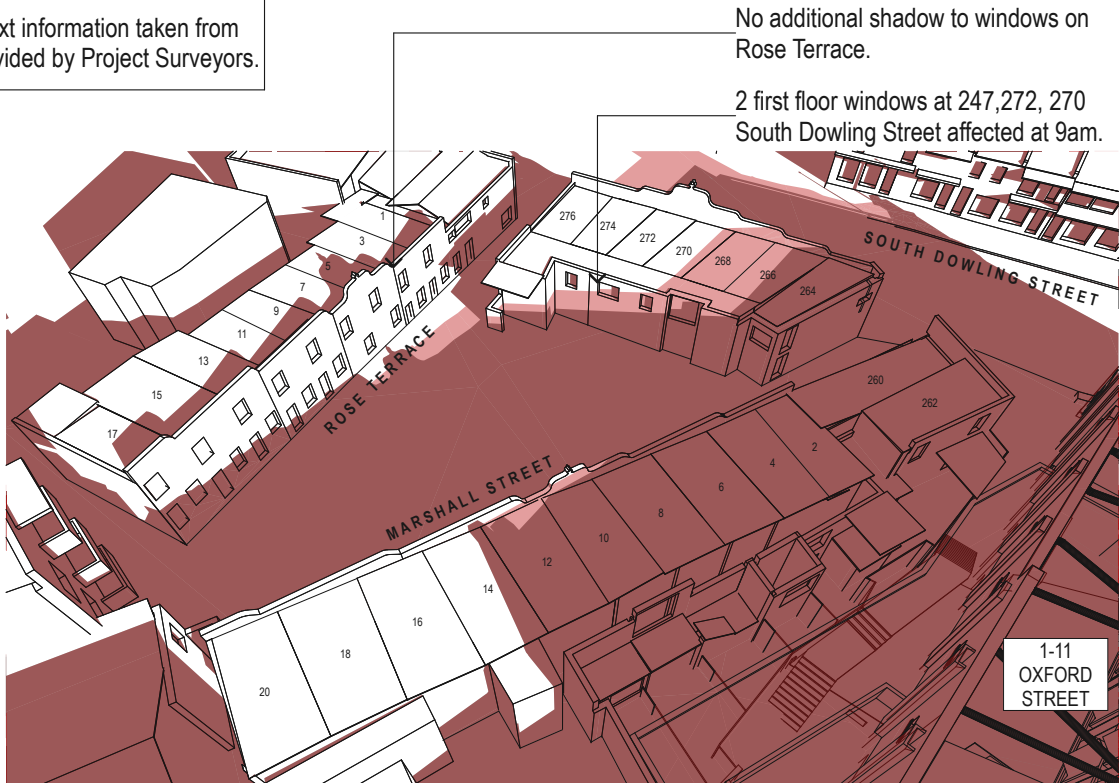 taken from
by Project Surveyors.
information
No additional shadow to windows on
Rose Terrace.
2 first floor windows at 247,272, 270
South Dowling Street affected at 9am.
1
3
5
7
9
11
13
15
17
276
274
272
270
268
266
264
SOUTH DOWLING STREET
ROSE TERRACE
260
262
MARSHALL STREET
2
4
6
8
10
12
14
16
18
20
1-11
OXFORD
STREET